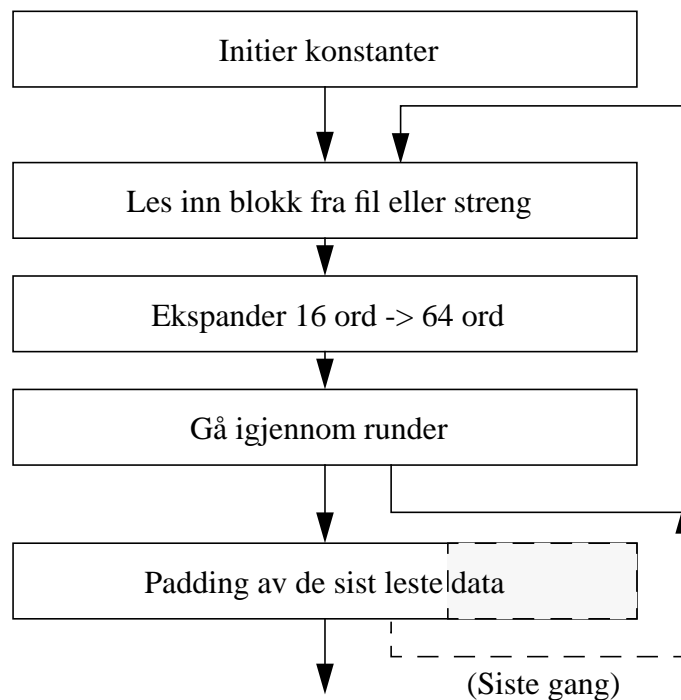 Initier konstanter
Les inn blokk fra fil eller streng
Ekspander 16 ord -> 64 ord
Gå igjennom runder
Padding av de sist leste data
(Siste gang)